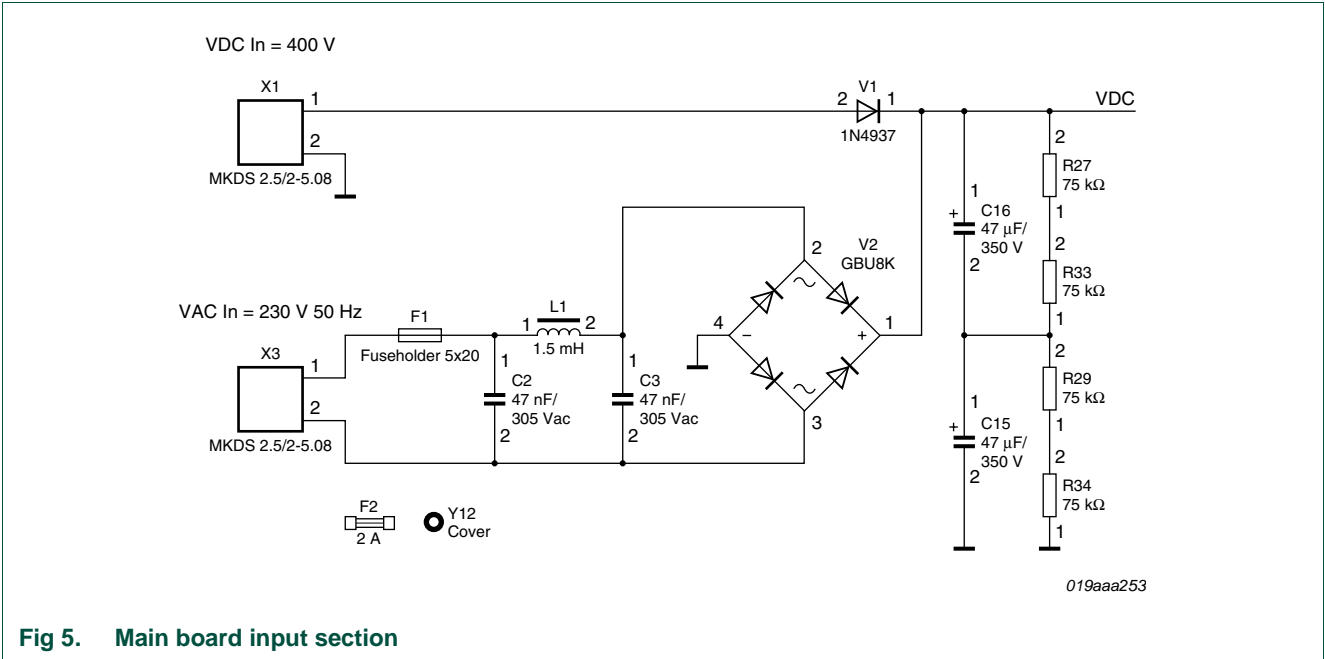 VDC In = 400 V
X1
1
2
MKDS 2.5/2-5.08
2
V1
1
1N4937
VDC
2
R27
75 kΩ
1
1
+
C16
47 μF/
350 V
2
2
R33
75 kΩ
1
VAC In = 230 V 50 Hz
X3
1
2
MKDS 2.5/2-5.08
F1
Fuseholder 5x20
1
L1
2
1.5 mH
1
C2
47 nF/
305 Vac
2
1
C3
47 nF/
305 Vac
2
2
V2
GBU8K
4
−
+
1
3
1
+
C15
47 μF/
350 V
2
2
R29
75 kΩ
1
2
R34
75 kΩ
1
F2
2 A
Y12
Cover
019aaa253
Fig 5. Main board input section